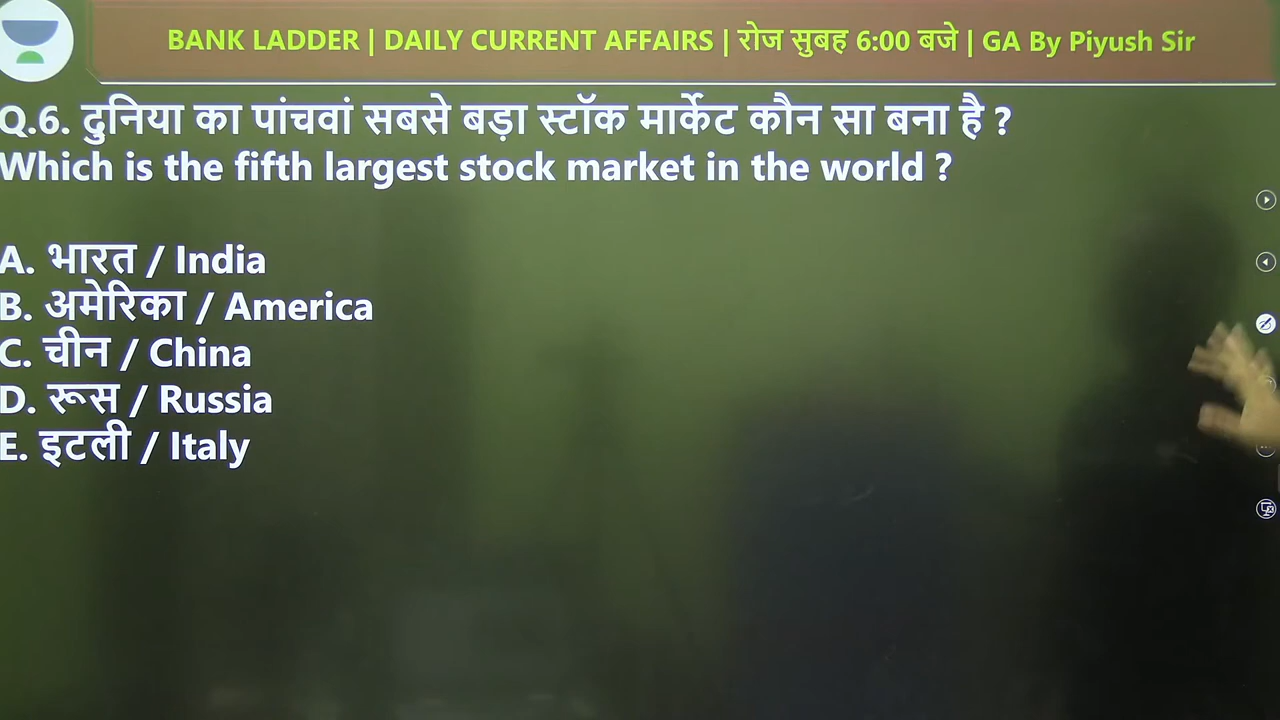 BANK LADDER | DAILY CURRENT AFFAIRS | रोज सुबह 6:00 बजे | GA By Piyush Sir
Q.6. दुनिया का पांचवां सबसे बड़ा स्टॉक मार्केट कौन सा बना है ?
Which is the fifth largest stock market in the world ?
A. भारत / India
B. अमेरिका / America
C. चीन / China
D. रूस / Russia
E. इटली / Italy